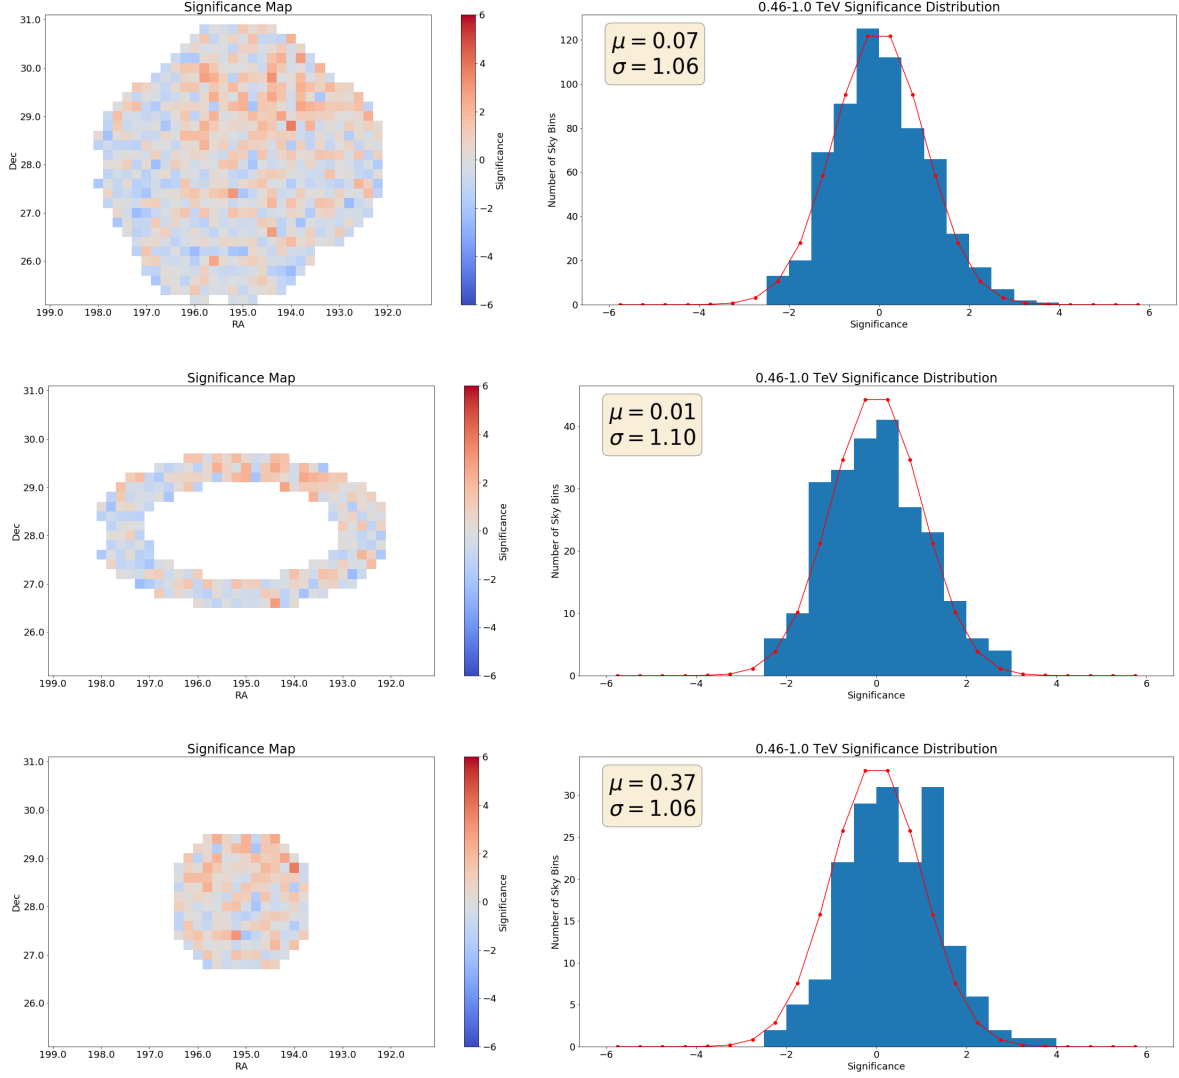 Significance Map
31.0
30.0
29.0
28.0
27.0
26.0
Dec
199.0 198.0 197.0 196.0 195.0 194.0 193.0 192.0
RA
6
4
2
0
−2
−4
−6
Significance
0.46-1.0 TeV Significance Distribution
μ = 0.07
σ = 1.06
120
100
80
60
40
20
0
Number of Sky Bins
−6 −4 −2 0 2 4 6
Significance
Significance Map
31.0
30.0
29.0
28.0
27.0
26.0
Dec
199.0 198.0 197.0 196.0 195.0 194.0 193.0 192.0
RA
6
4
2
0
−2
−4
−6
Significance
0.46-1.0 TeV Significance Distribution
μ = 0.01
σ = 1.10
40
30
20
10
0
Number of Sky Bins
−6 −4 −2 0 2 4 6
Significance
Significance Map
31.0
30.0
29.0
28.0
27.0
26.0
Dec
199.0 198.0 197.0 196.0 195.0 194.0 193.0 192.0
RA
6
4
2
0
−2
−4
−6
Significance
0.46-1.0 TeV Significance Distribution
μ = 0.37
σ = 1.06
30
25
20
15
10
5
0
Number of Sky Bins
−6 −4 −2 0 2 4 6
Significance